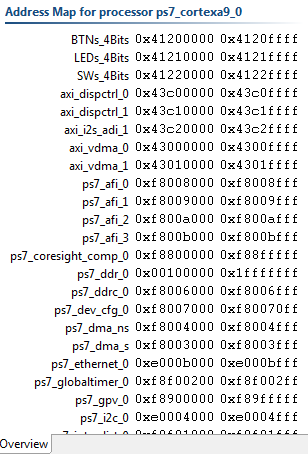 Address Map for processor ps7_cortexa9_0
BTNs_4Bits 0x41200000 0x4120ffff
LEDs_4Bits 0x41210000 0x4121ffff
SWs_4Bits 0x41220000 0x4122ffff
axi_dispctrl_0 0x43c00000 0x43c0ffff
axi_dispctrl_1 0x43c10000 0x43c1ffff
axi_i2s_adi_1 0x43c20000 0x43c2ffff
axi_vdma_0 0x43000000 0x4300ffff
axi_vdma_1 0x43010000 0x4301ffff
ps7_afi_0 0xf8008000 0xf8008fff
ps7_afi_1 0xf8009000 0xf8009fff
ps7_afi_2 0xf800a000 0xf800afff
ps7_afi_3 0xf800b000 0xf800bfff
ps7_coresight_comp_0 0xf8800000 0xf88fffff
ps7_ddr_0 0x00100000 0x1fffffff
ps7_ddrc_0 0xf8006000 0xf8006fff
ps7_dev_cfg_0 0xf8007000 0xf80070ff
ps7_dma_ns 0xf8004000 0xf8004fff
ps7_dma_s 0xf8003000 0xf8003fff
ps7_ethernet_0 0xe000b000 0xe000bfff
ps7_globaltimer_0 0xf8f00200 0xf8f002ff
ps7_gpv_0 0xf8900000 0xf89fffff
ps7_i2c_0 0xe0004000 0xe0004fff
Overview